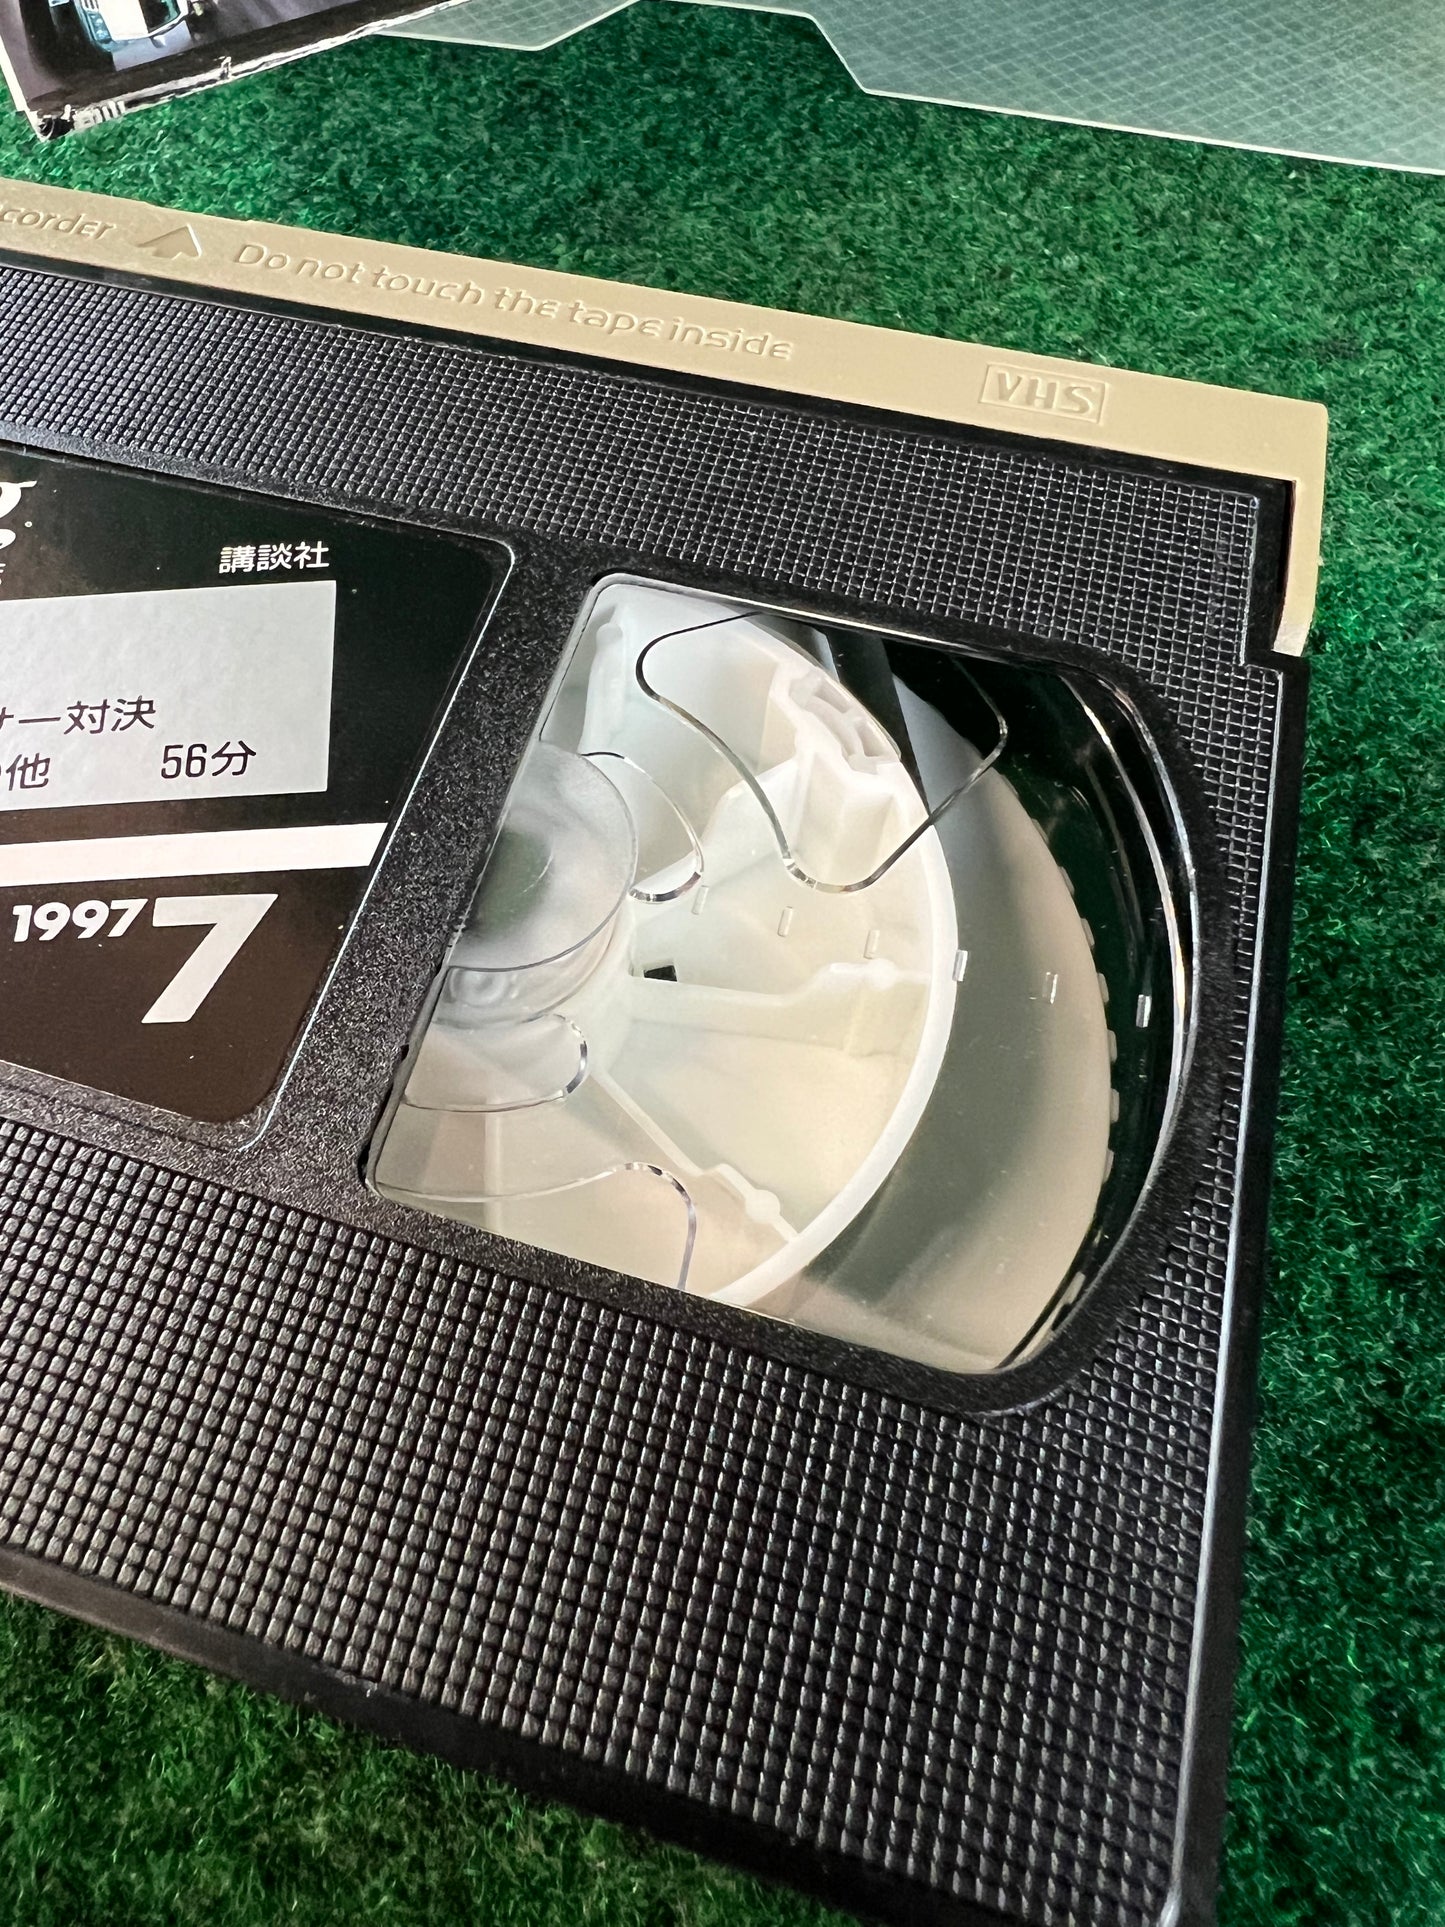 Do not touch the tape inside
VHS
講談社
サー対決
他 56分
1997 7